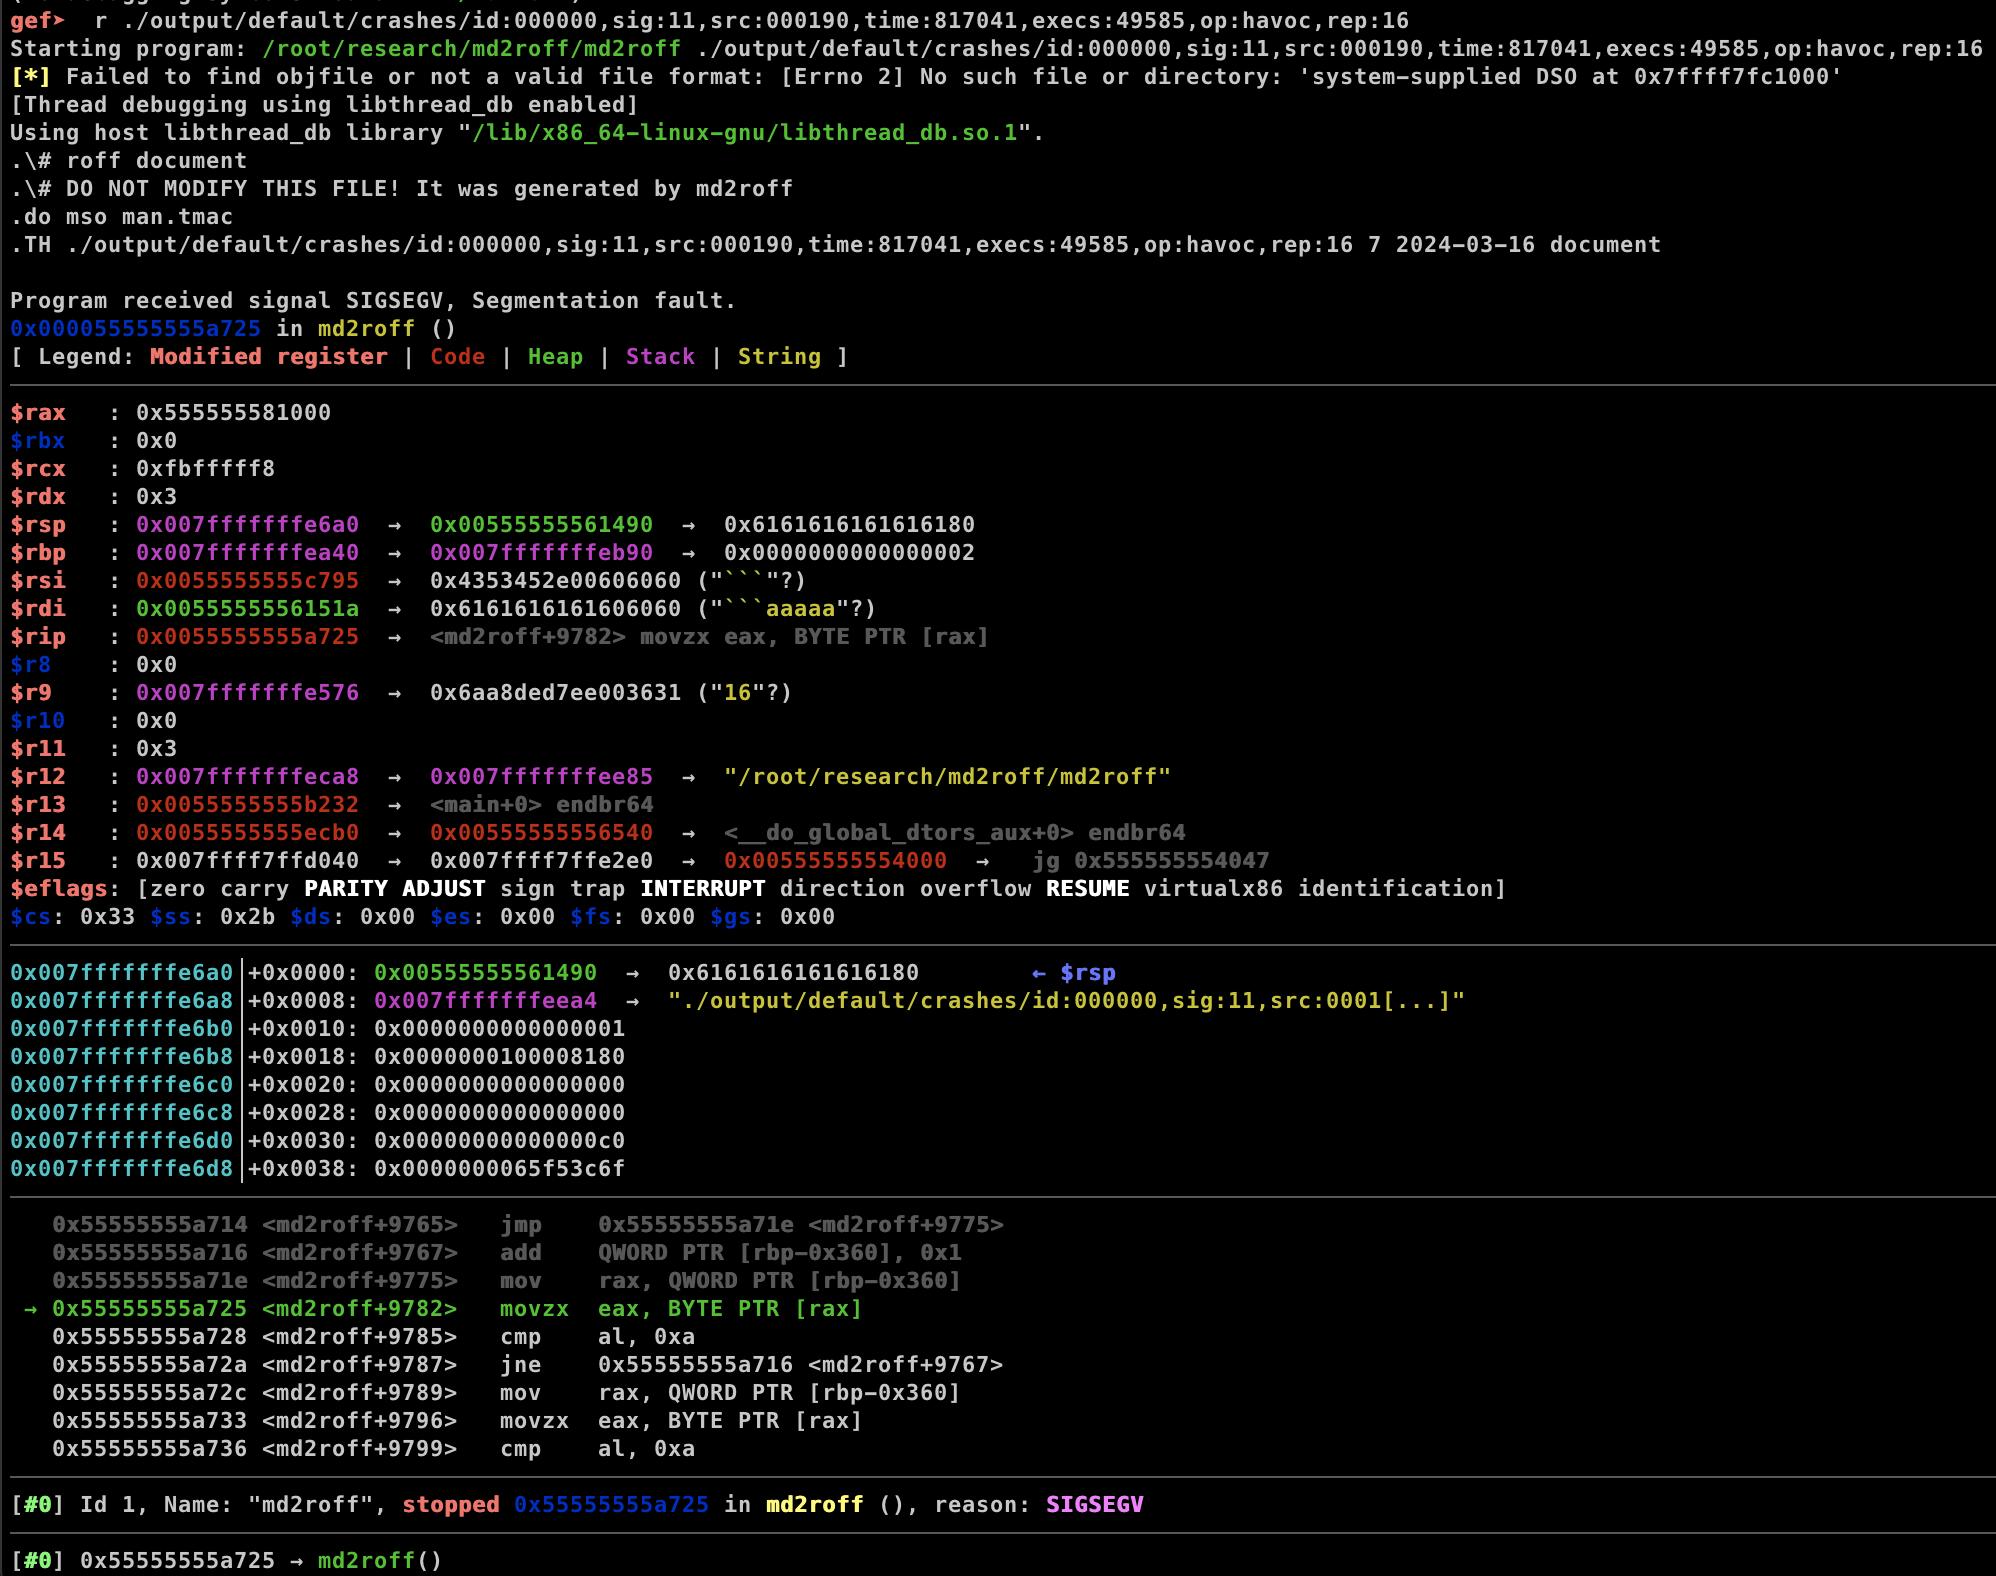 gef➤  r ./output/default/crashes/id:000000,sig:11,src:000190,time:817041,execs:49585,op:havoc,rep:16
Starting program: /root/research/md2roff/md2roff ./output/default/crashes/id:000000,sig:11,src:000190,time:817041,execs:49585,op:havoc,rep:16
[*] Failed to find objfile or not a valid file format: [Errno 2] No such file or directory: 'system-supplied DSO at 0x7ffff7fc1000'
[Thread debugging using libthread_db enabled]
Using host libthread_db library "/lib/x86_64-linux-gnu/libthread_db.so.1".
.\# roff document
.\# DO NOT MODIFY THIS FILE! It was generated by md2roff
.do mso man.tmac
.TH ./output/default/crashes/id:000000,sig:11,src:000190,time:817041,execs:49585,op:havoc,rep:16 7 2024-03-16 document
Program received signal SIGSEGV, Segmentation fault.
0x000055555555a725 in md2roff ()
[ Legend: Modified register | Code | Heap | Stack | String ]
$rax   : 0x555555581000
$rbx   : 0x0
$rcx   : 0xfbfffff8
$rdx   : 0x3
$rsp   : 0x007fffffffe6a0  →  0x00555555561490  →  0x6161616161616180
$rbp   : 0x007fffffffea40  →  0x007fffffffeb90  →  0x0000000000000002
$rsi   : 0x0055555555c795  →  0x4353452e00606060 ("```"?)
$rdi   : 0x0055555556151a  →  0x6161616161606060 ("```aaaaa"?)
$rip   : 0x0055555555a725  →  <md2roff+9782> movzx eax, BYTE PTR [rax]
$r8    : 0x0
$r9    : 0x007fffffffe576  →  0x6aa8ded7ee003631 ("16"?)
$r10   : 0x0
$r11   : 0x3
$r12   : 0x007fffffffeca8  →  0x007fffffffee85  →  "/root/research/md2roff/md2roff"
$r13   : 0x0055555555b232  →  <main+0> endbr64
$r14   : 0x0055555555ecb0  →  0x00555555556540  →  <__do_global_dtors_aux+0> endbr64
$r15   : 0x007ffff7ffd040  →  0x007ffff7ffe2e0  →  0x00555555554000  →   jg 0x555555554047
$eflags: [zero carry PARITY ADJUST sign trap INTERRUPT direction overflow RESUME virtualx86 identification]
$cs: 0x33 $ss: 0x2b $ds: 0x00 $es: 0x00 $fs: 0x00 $gs: 0x00
0x007fffffffe6a0│+0x0000: 0x00555555561490  →  0x6161616161616180        ← $rsp
0x007fffffffe6a8│+0x0008: 0x007fffffffeea4  →  "./output/default/crashes/id:000000,sig:11,src:0001[...]"
0x007fffffffe6b0│+0x0010: 0x0000000000000001
0x007fffffffe6b8│+0x0018: 0x0000000100008180
0x007fffffffe6c0│+0x0020: 0x0000000000000000
0x007fffffffe6c8│+0x0028: 0x0000000000000000
0x007fffffffe6d0│+0x0030: 0x00000000000000c0
0x007fffffffe6d8│+0x0038: 0x0000000065f53c6f
   0x55555555a714 <md2roff+9765>   jmp    0x55555555a71e <md2roff+9775>
   0x55555555a716 <md2roff+9767>   add    QWORD PTR [rbp-0x360], 0x1
   0x55555555a71e <md2roff+9775>   mov    rax, QWORD PTR [rbp-0x360]
 → 0x55555555a725 <md2roff+9782>   movzx  eax, BYTE PTR [rax]
   0x55555555a728 <md2roff+9785>   cmp    al, 0xa
   0x55555555a72a <md2roff+9787>   jne    0x55555555a716 <md2roff+9767>
   0x55555555a72c <md2roff+9789>   mov    rax, QWORD PTR [rbp-0x360]
   0x55555555a733 <md2roff+9796>   movzx  eax, BYTE PTR [rax]
   0x55555555a736 <md2roff+9799>   cmp    al, 0xa
[#0] Id 1, Name: "md2roff", stopped 0x55555555a725 in md2roff (), reason: SIGSEGV
[#0] 0x55555555a725 → md2roff()